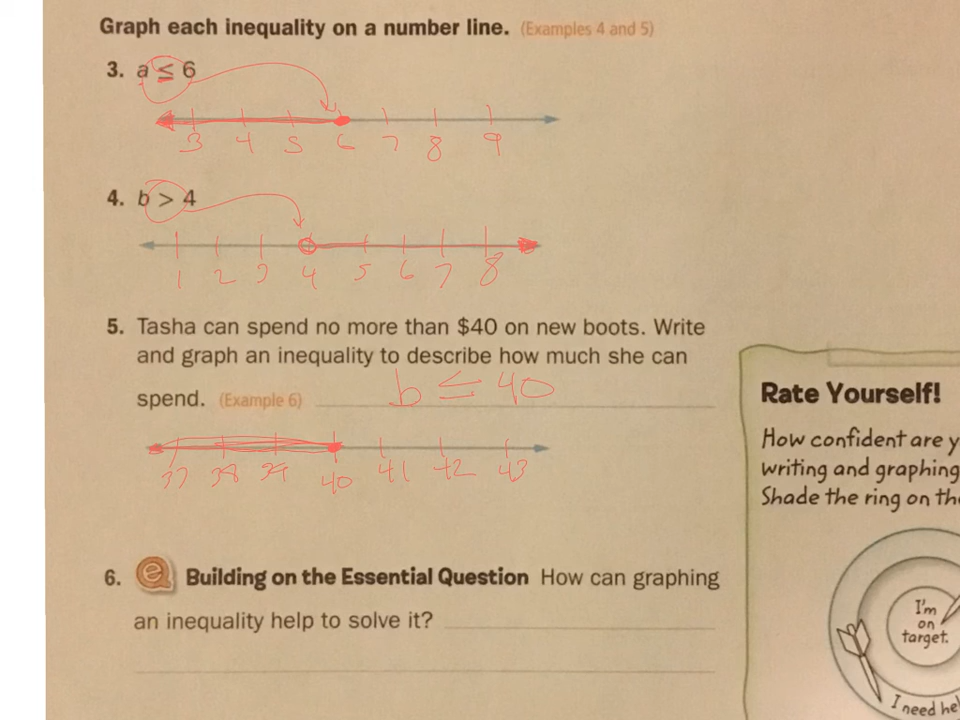 Graph each inequality on a number line. (Examples 4 and 5)
3. a ≤ 6
3 4 5 6 7 8 9
4. b > 4
1 2 3 4 5 6 7 8
5. Tasha can spend no more than $40 on new boots. Write
and graph an inequality to describe how much she can
spend. (Example 6) b ≤ 40
37 38 39 40 41 42 43
6. e Building on the Essential Question How can graphing
an inequality help to solve it?
Rate Yourself!
How confident are y
writing and graphing
Shade the ring on the
I'm
on
target.
I need he